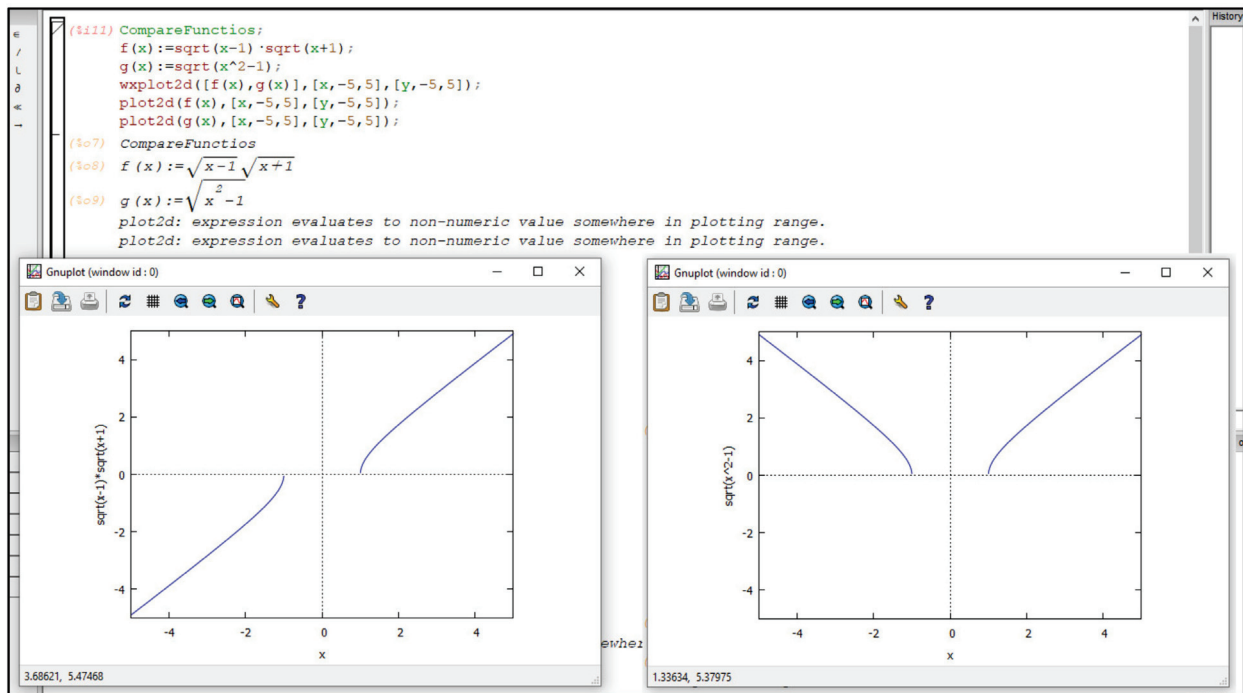 History
(%i11) CompareFunctios;
f(x):=sqrt(x-1)·sqrt(x+1);
g(x):=sqrt(x^2-1);
wxplot2d([f(x),g(x)],[x,-5,5],[y,-5,5]);
plot2d(f(x),[x,-5,5],[y,-5,5]);
plot2d(g(x),[x,-5,5],[y,-5,5]);
(%o7) CompareFunctios
(%o8) f(x):=√x-1 √x+1
(%o9) g(x):=√x²-1
plot2d: expression evaluates to non-numeric value somewhere in plotting range.
plot2d: expression evaluates to non-numeric value somewhere in plotting range.
Gnuplot (window id : 0)
sqrt(x-1)*sqrt(x+1)
4
2
0
-2
-4
-4 -2 0 2 4
x
3.68621, 5.47468
Gnuplot (window id : 0)
sqrt(x^2-1)
4
2
0
-2
-4
-4 -2 0 2 4
x
1.33634, 5.37975